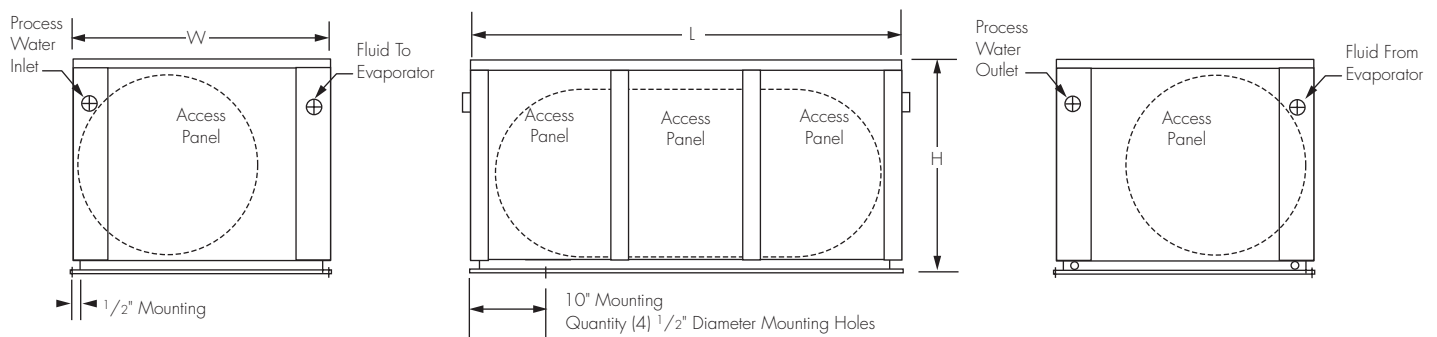 Process
Water
Inlet
W
Fluid To
Evaporator
Access
Panel
1/2" Mounting
L
Access
Panel
Access
Panel
Access
Panel
H
10" Mounting
Quantity (4) 1/2" Diameter Mounting Holes
Process
Water
Outlet
Fluid From
Evaporator
Access
Panel